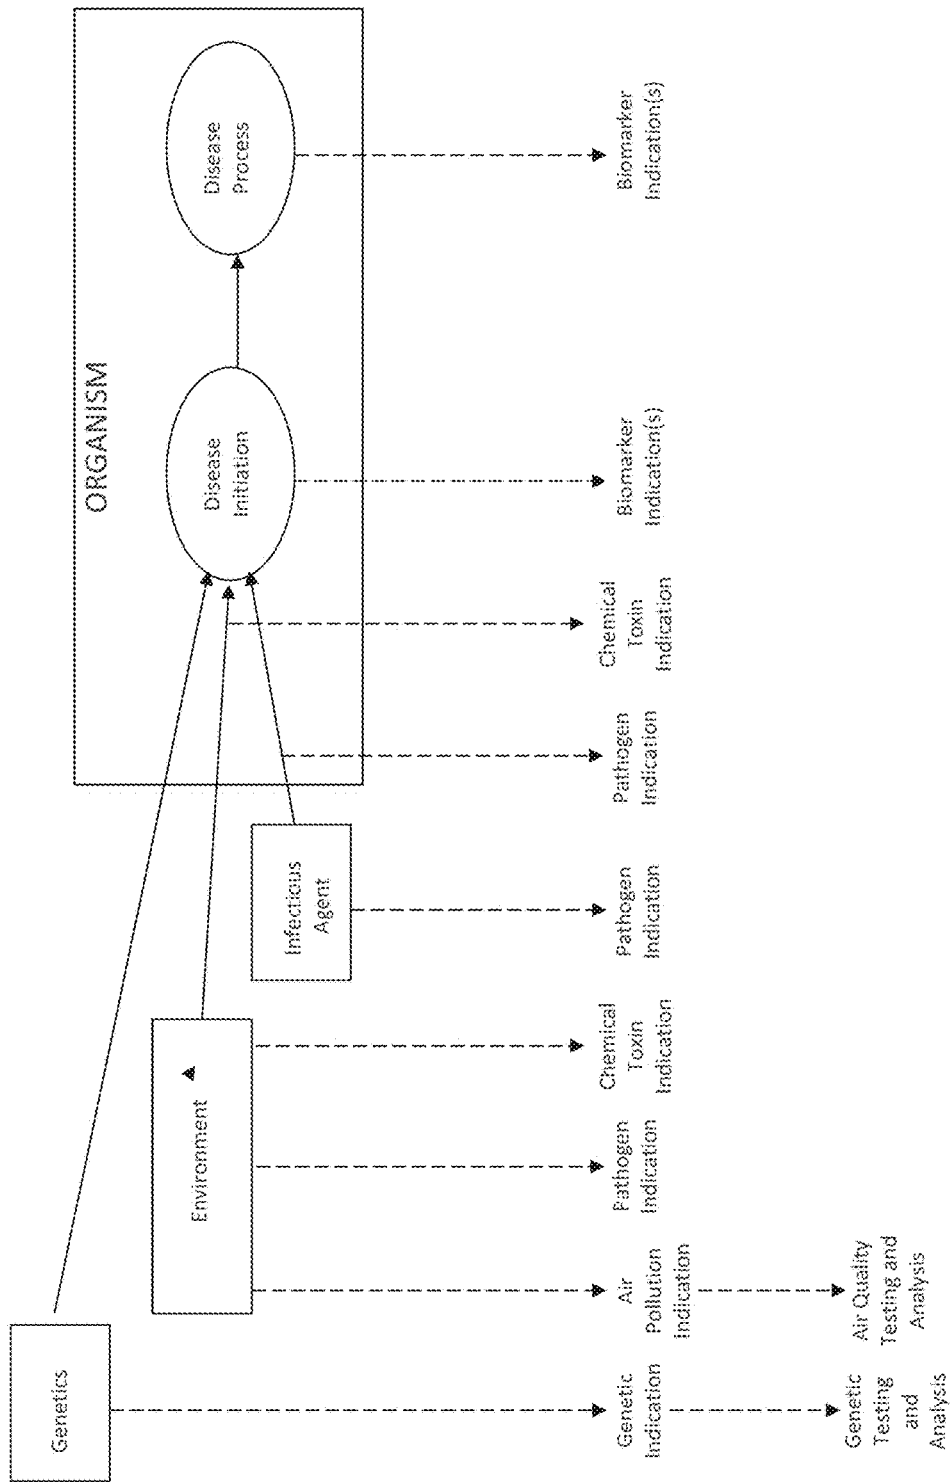 ORGANISM
Genetics
Environment
Infectious
Agent
Disease
Initiation
Disease
Process
Genetic
Indication
Air
Pollution
Indication
Pathogen
Indication
Chemical
Toxin
Indication
Pathogen
Indication
Pathogen
Indication
Chemical
Toxin
Indication
Biomarker
Indication(s)
Biomarker
Indication(s)
Genetic
Testing
and
Analysis
Air Quality
Testing and
Analysis